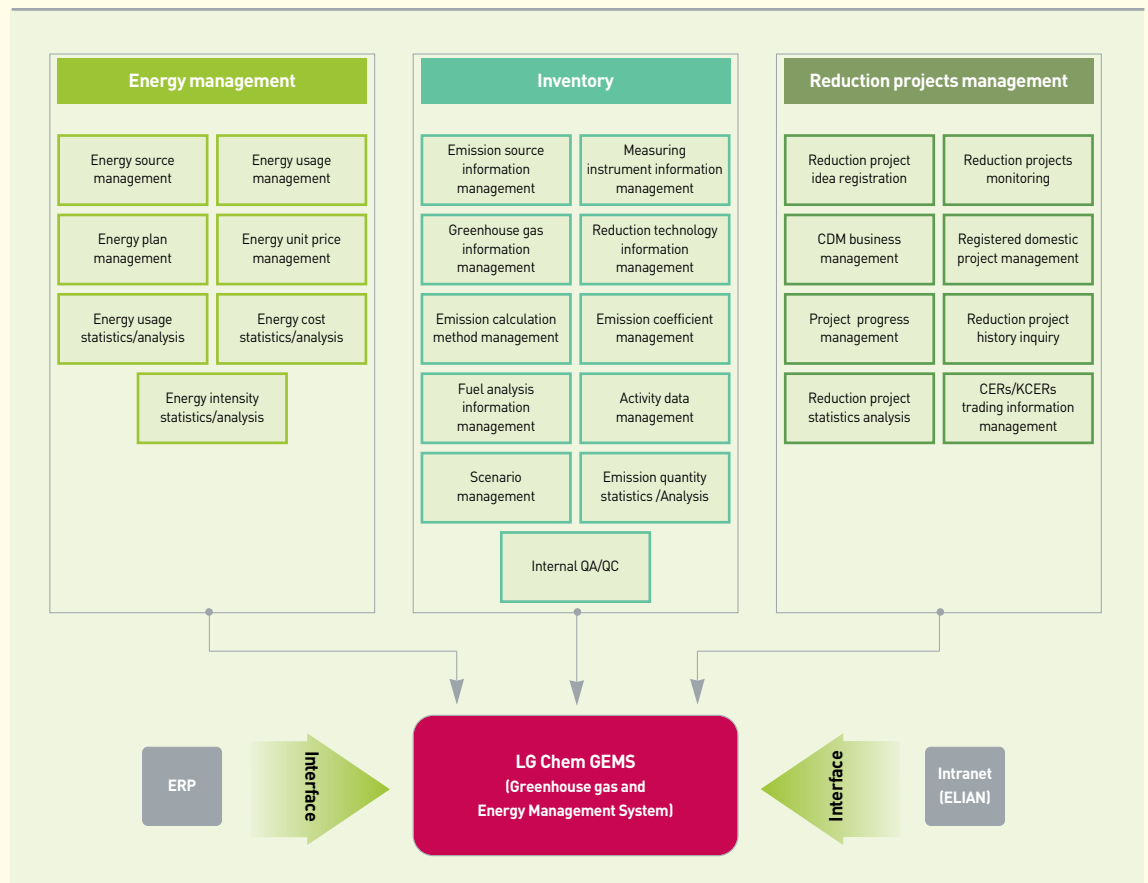 Energy management
Energy source
management
Energy usage
management
Energy plan
management
Energy unit price
management
Energy usage
statistics/analysis
Energy cost
statistics/analysis
Energy intensity
statistics/analysis
Inventory
Emission source
information
management
Measuring
instrument information
management
Greenhouse gas
information
management
Reduction technology
information
management
Emission calculation
method management
Emission coefficient
management
Fuel analysis
information
management
Activity data
management
Scenario
management
Emission quantity
statistics /Analysis
Internal QA/QC
Reduction projects management
Reduction project
idea registration
Reduction projects
monitoring
CDM business
management
Registered domestic
project management
Project progress
management
Reduction project
history inquiry
Reduction project
statistics analysis
CERs/KCERs
trading information
management
ERP
Interface
LG Chem GEMS
(Greenhouse gas and
Energy Management System)
Interface
Intranet
(ELIAN)